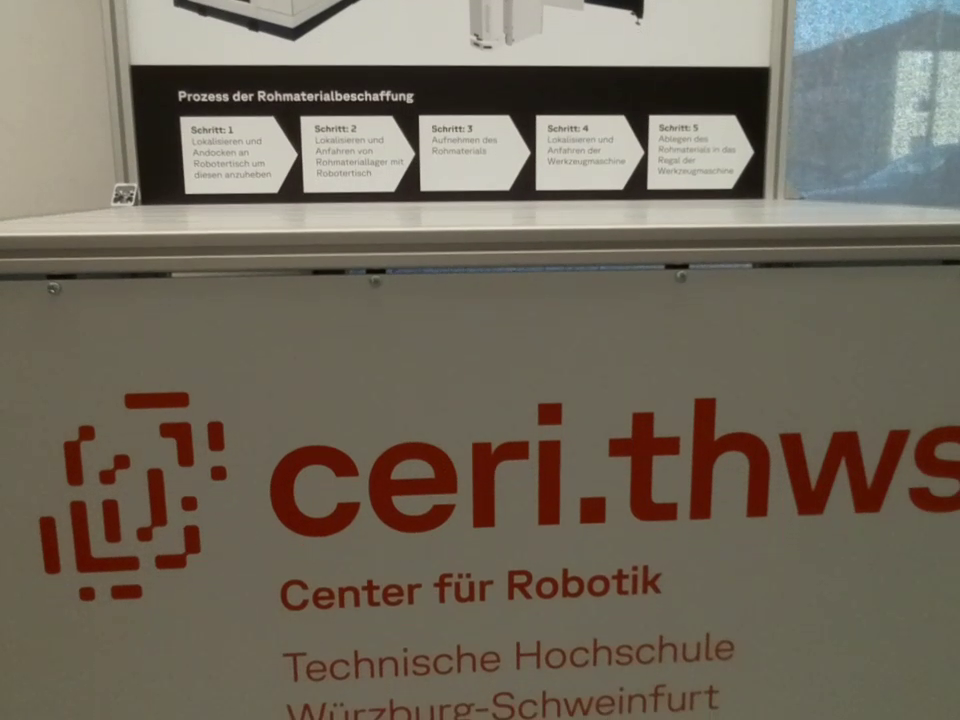 Prozess der Rohmaterialbeschaffung
Schritt: 1
Lokalisieren und
Andocken an
Robotertisch um
diesen anzuheben
Schritt: 2
Lokalisieren und
Anfahren von
Rohmateriallager mit
Robotertisch
Schritt: 3
Aufnehmen des
Rohmaterials
Schritt: 4
Lokalisieren und
Anfahren der
Werkzeugmaschine
Schritt: 5
Ablegen des
Rohmaterials in das
Regal der
Werkzeugmaschine
ceri.thws
Center für Robotik
Technische Hochschule
Würzburg-Schweinfurt